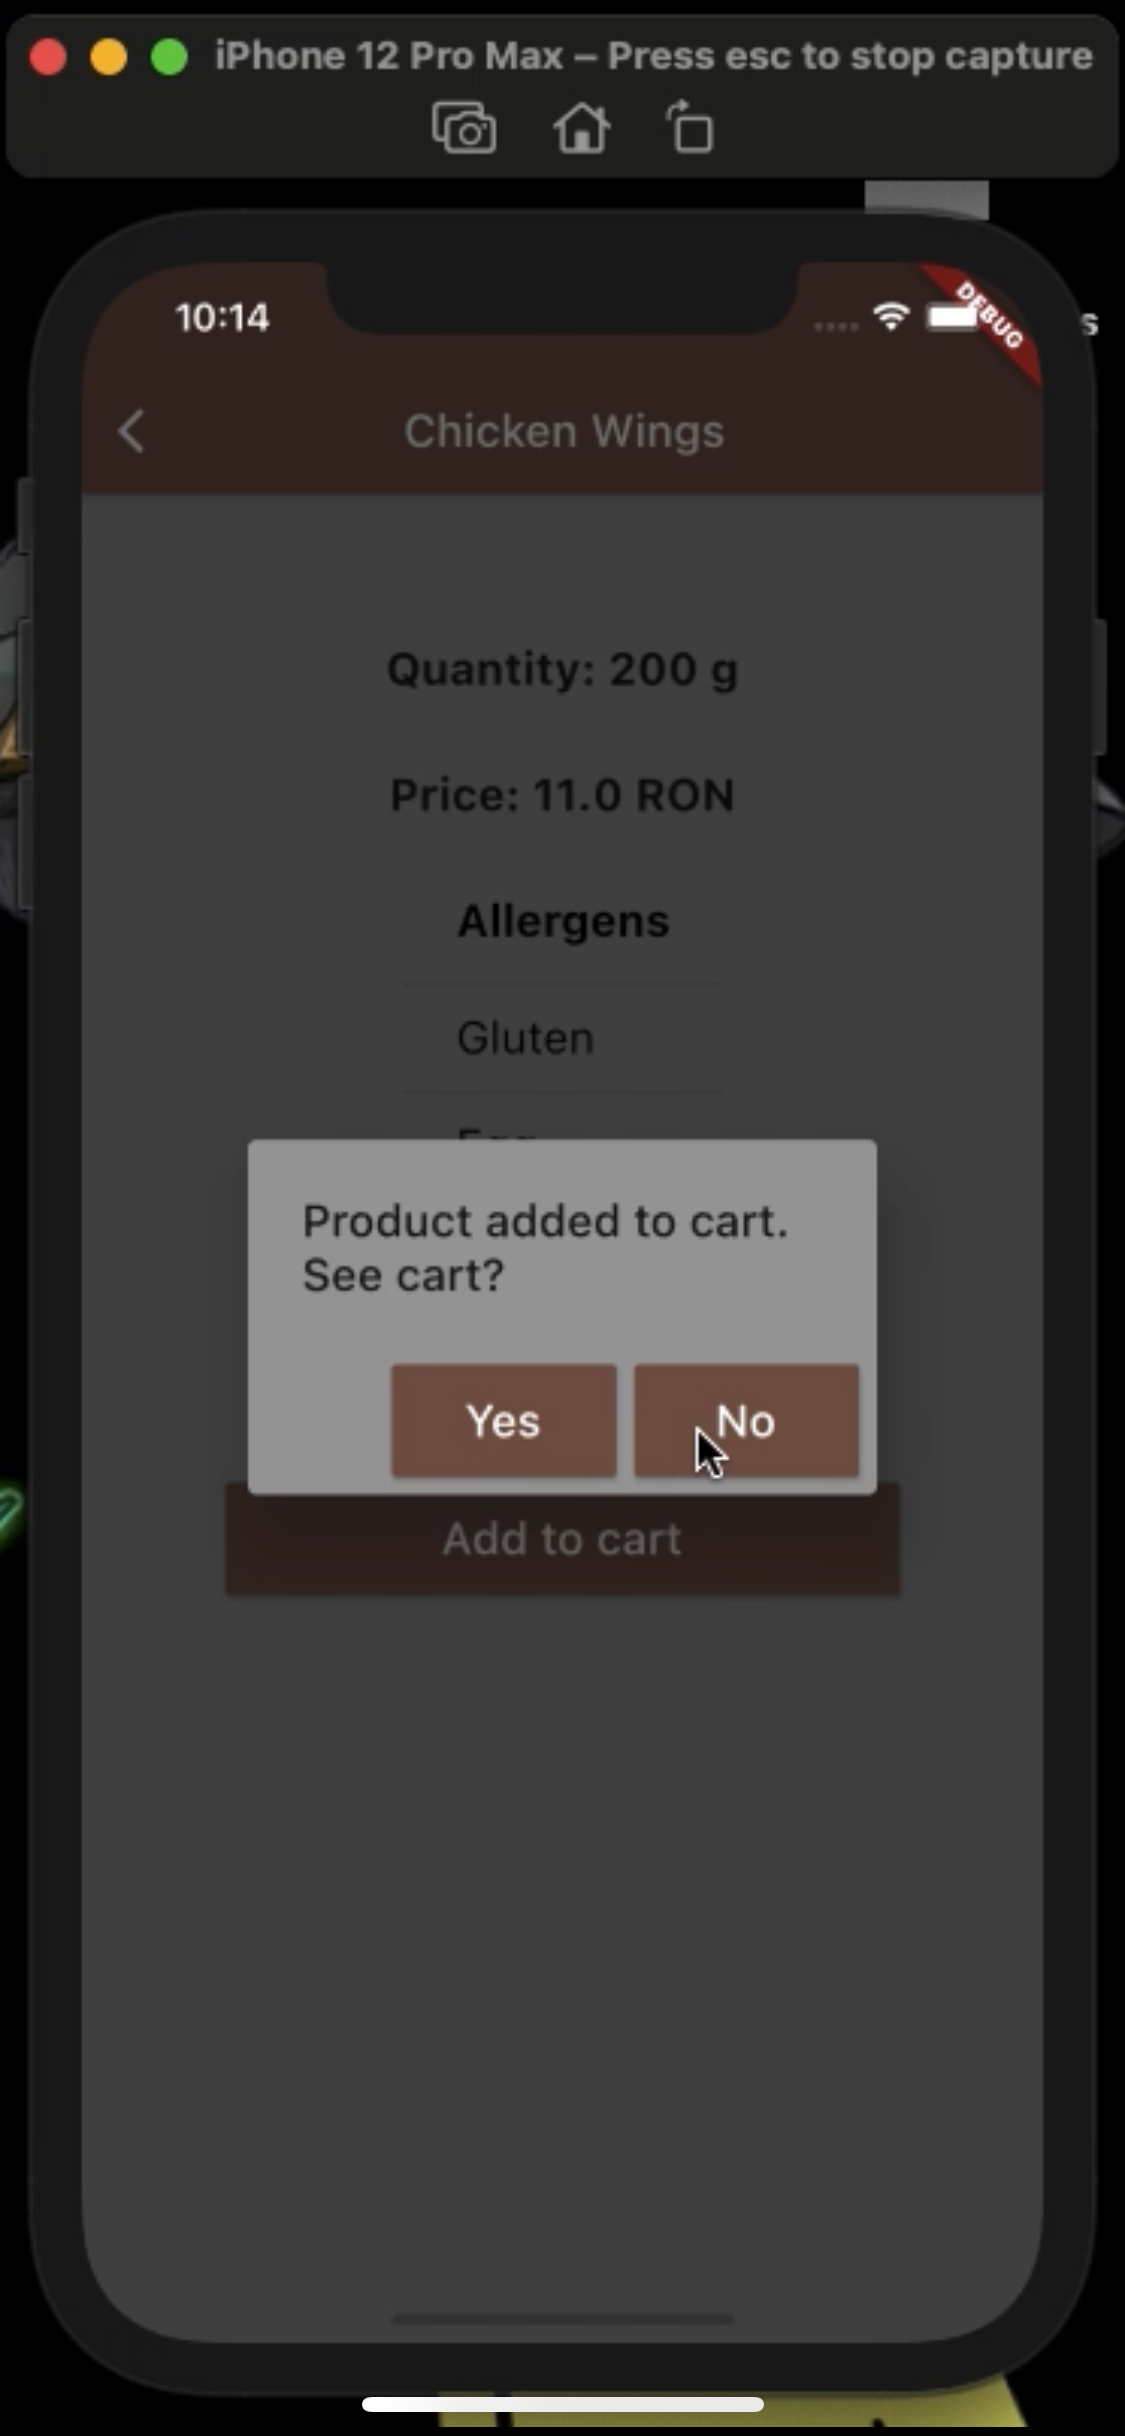 iPhone 12 Pro Max – Press esc to stop capture
10:14
DEBUG
s
Chicken Wings
Quantity: 200 g
Price: 11.0 RON
Allergens
Gluten
Product added to cart.
See cart?
Yes
No
Add to cart